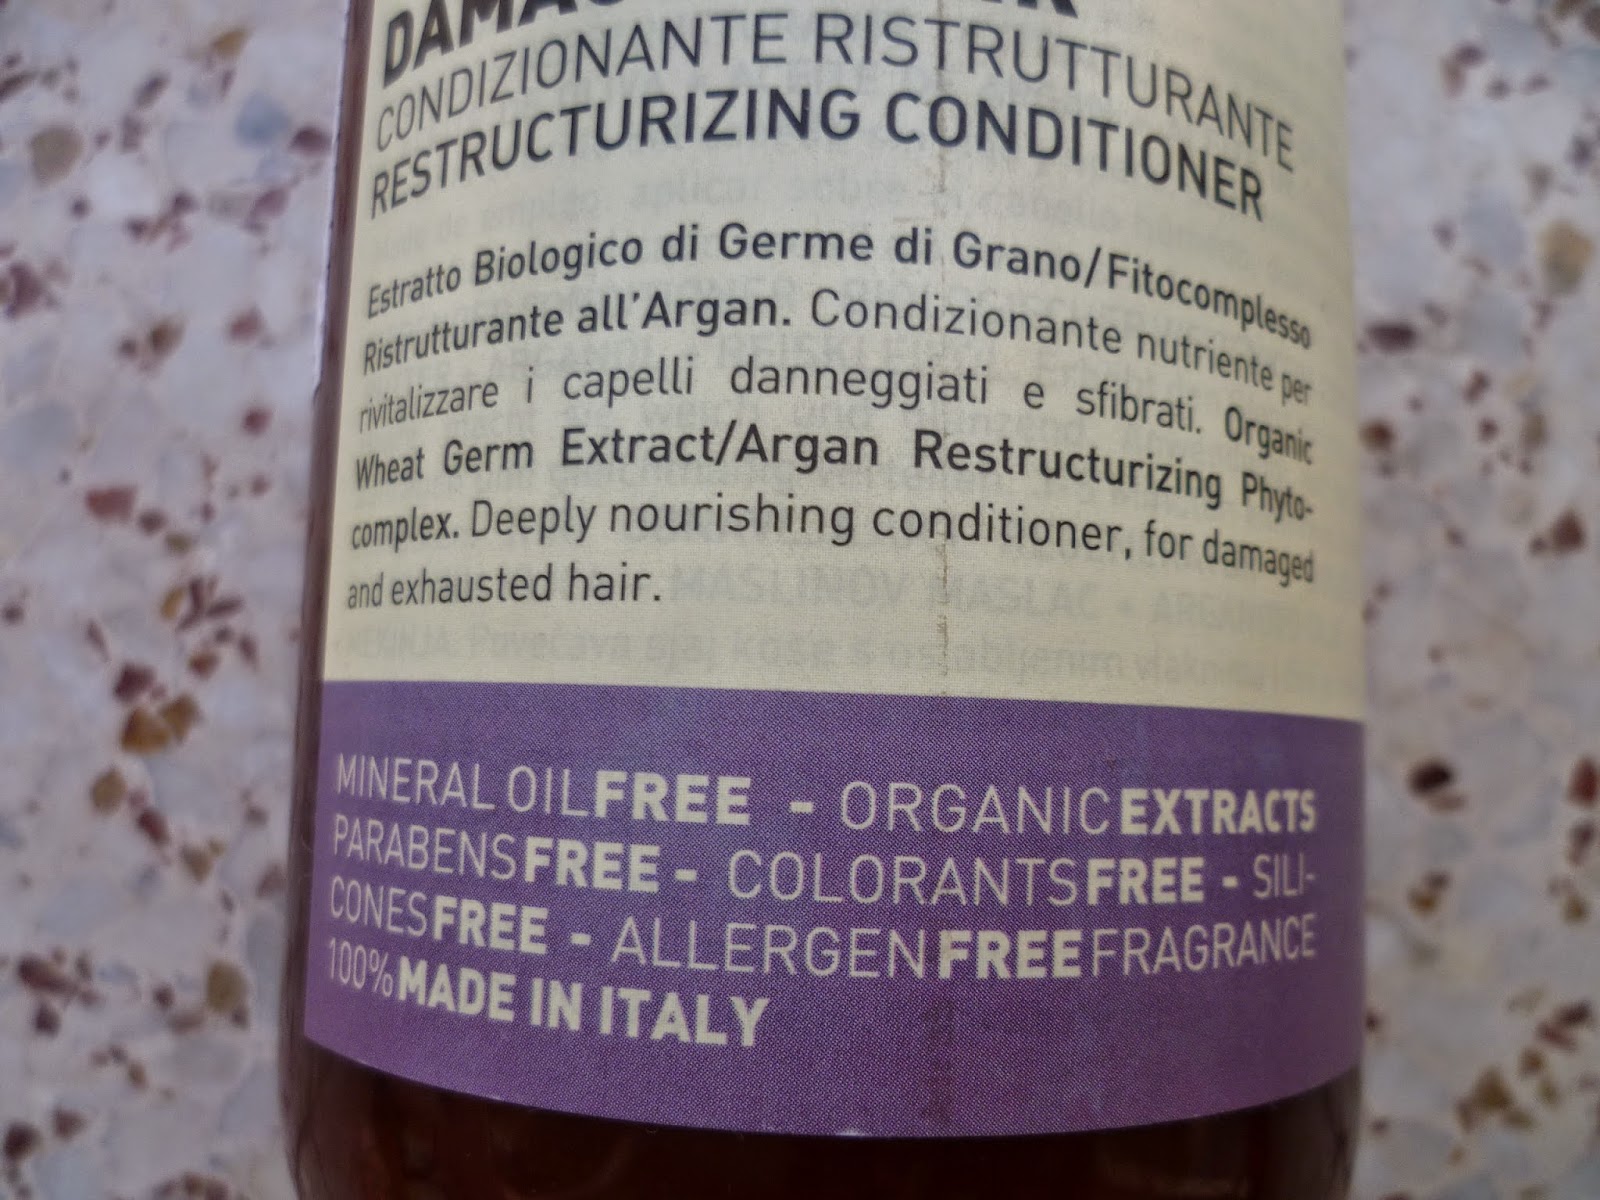 CONDIZIONANTE RISTRUTTURANTE
RESTRUCTURIZING CONDITIONER
Estratto Biologico di Germe di Grano/Fitocomplesso
Ristrutturante all'Argan. Condizionante nutriente per
rivitalizzare i capelli danneggiati e sfibrati. Organic
Wheat Germ Extract/Argan Restructurizing Phyto-
complex. Deeply nourishing conditioner, for damaged
and exhausted hair.
MINERAL OILFREE - ORGANICEXTRACTS
PARABENSFREE - COLORANTSFREE - SILI-
CONESFREE - ALLERGENFREEFRAGRANCE
100%MADE IN ITALY